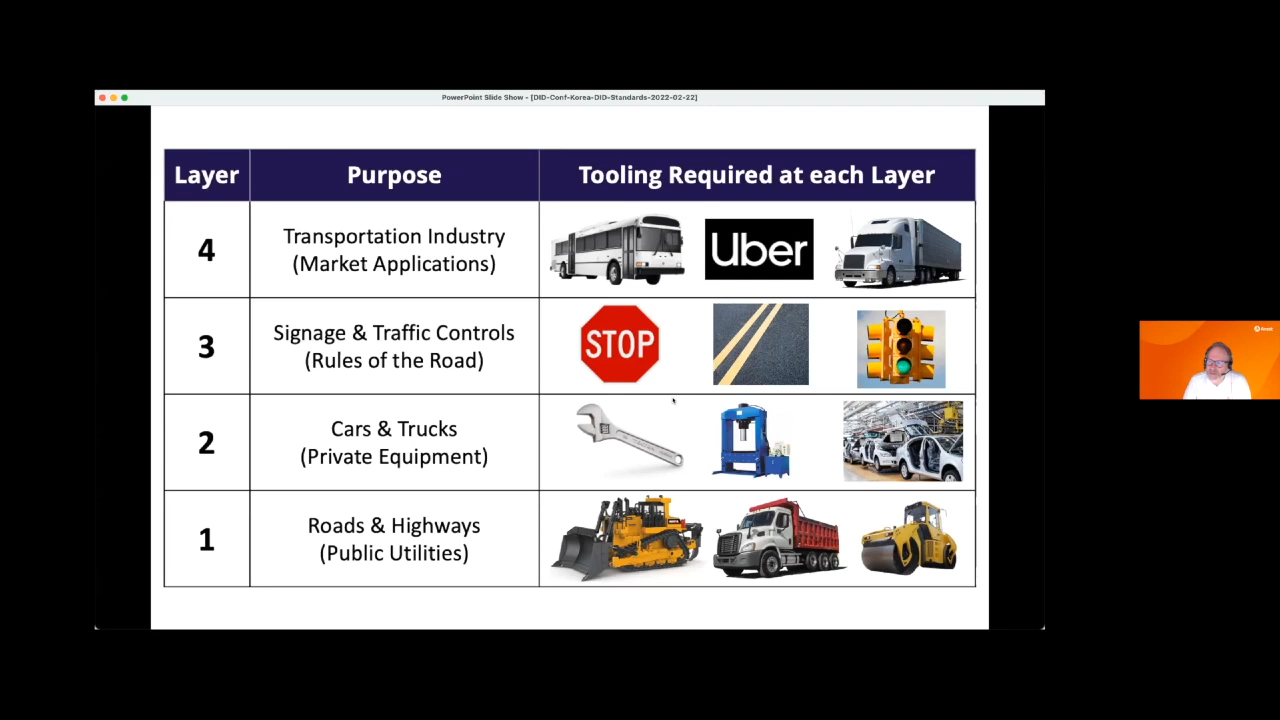 PowerPoint Slide Show - [DID-Conf-Korea-DID-Standards-2022-02-22]
Layer
Purpose
Tooling Required at each Layer
4
Transportation Industry
(Market Applications)
Uber
3
Signage & Traffic Controls
(Rules of the Road)
STOP
2
Cars & Trucks
(Private Equipment)
1
Roads & Highways
(Public Utilities)